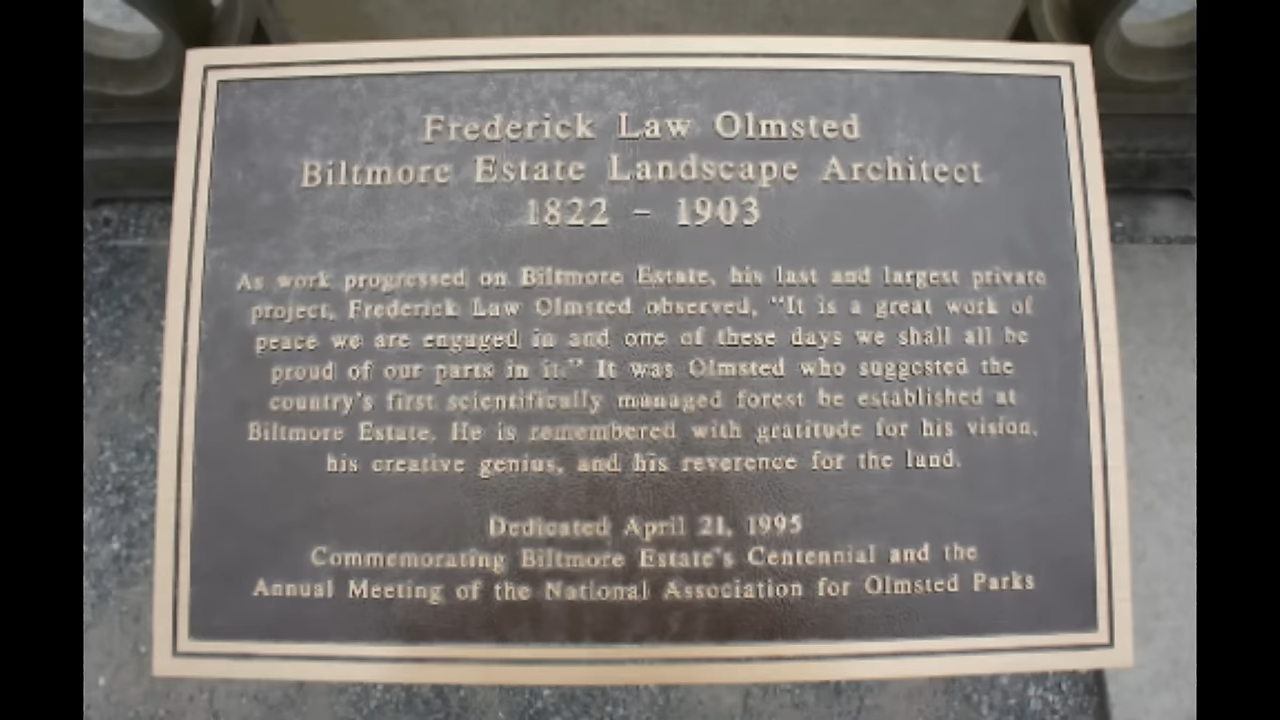 Frederick Law Olmsted
Biltmore Estate Landscape Architect
1822 - 1903
As work progressed on Biltmore Estate, his last and largest private
project, Frederick Law Olmsted observed, "It is a great work of
peace we are engaged in and one of these days we shall all be
proud of our parts in it." It was Olmsted who suggested the
country's first scientifically managed forest be established at
Biltmore Estate. He is remembered with gratitude for his vision,
his creative genius, and his reverence for the land.
Dedicated April 21, 1995
Commemorating Biltmore Estate's Centennial and the
Annual Meeting of the National Association for Olmsted Parks